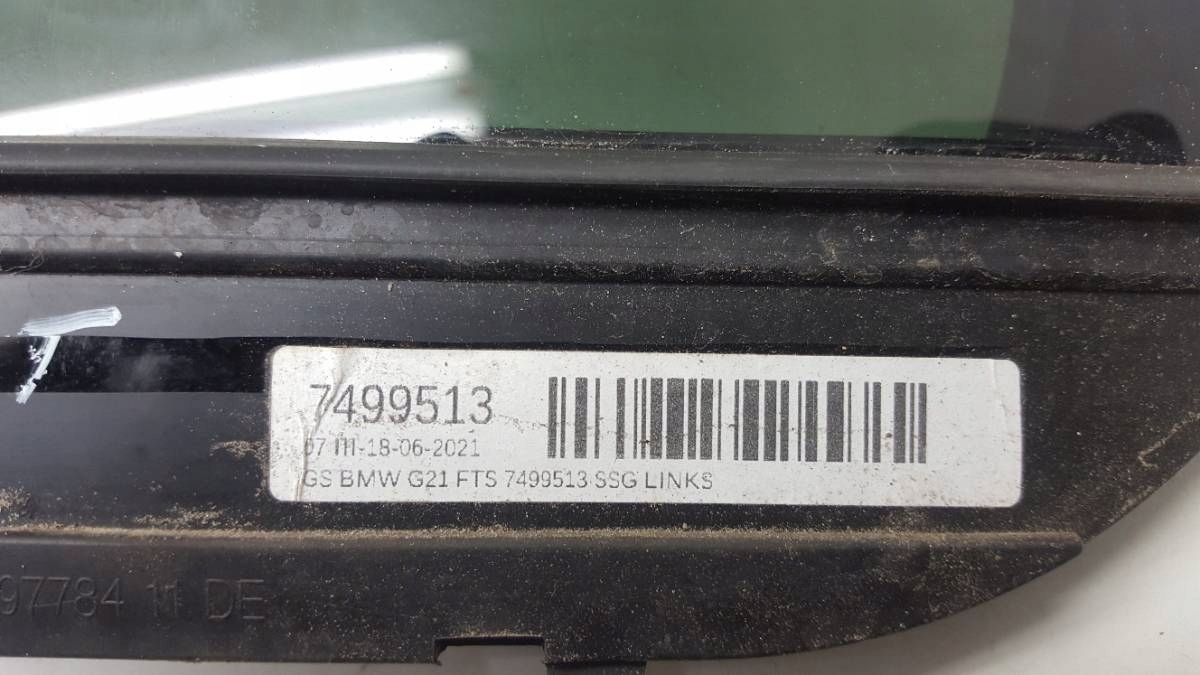 7499513
07 III-18-06-2021
GS BMW G21 FTS 7499513 SSG LINKS
97784 11 DE